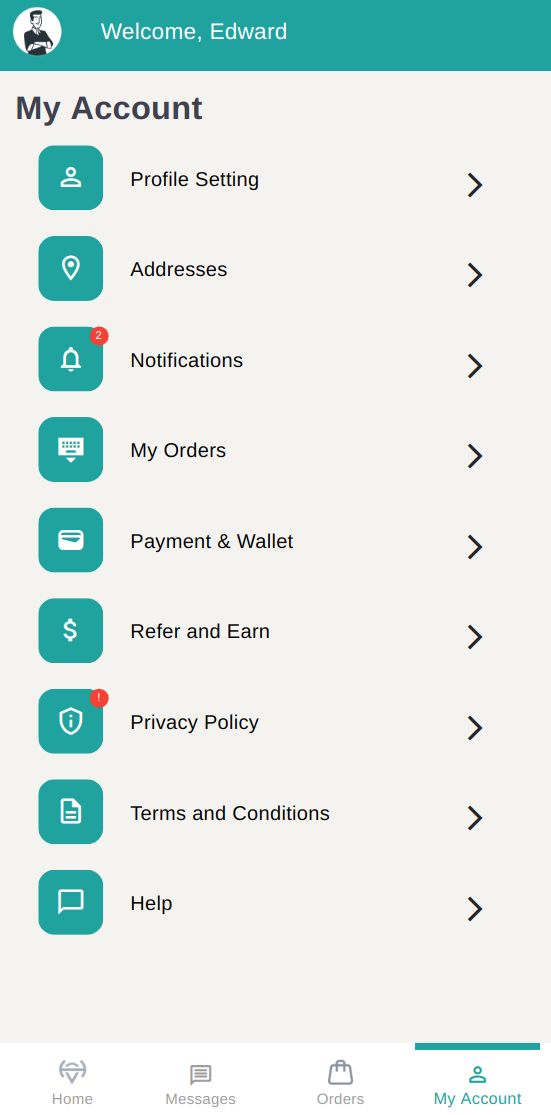 Welcome, Edward
My Account
Profile Setting
Addresses
2
Notifications
My Orders
Payment & Wallet
Refer and Earn
!
Privacy Policy
Terms and Conditions
Help
Home
Messages
Orders
My Account